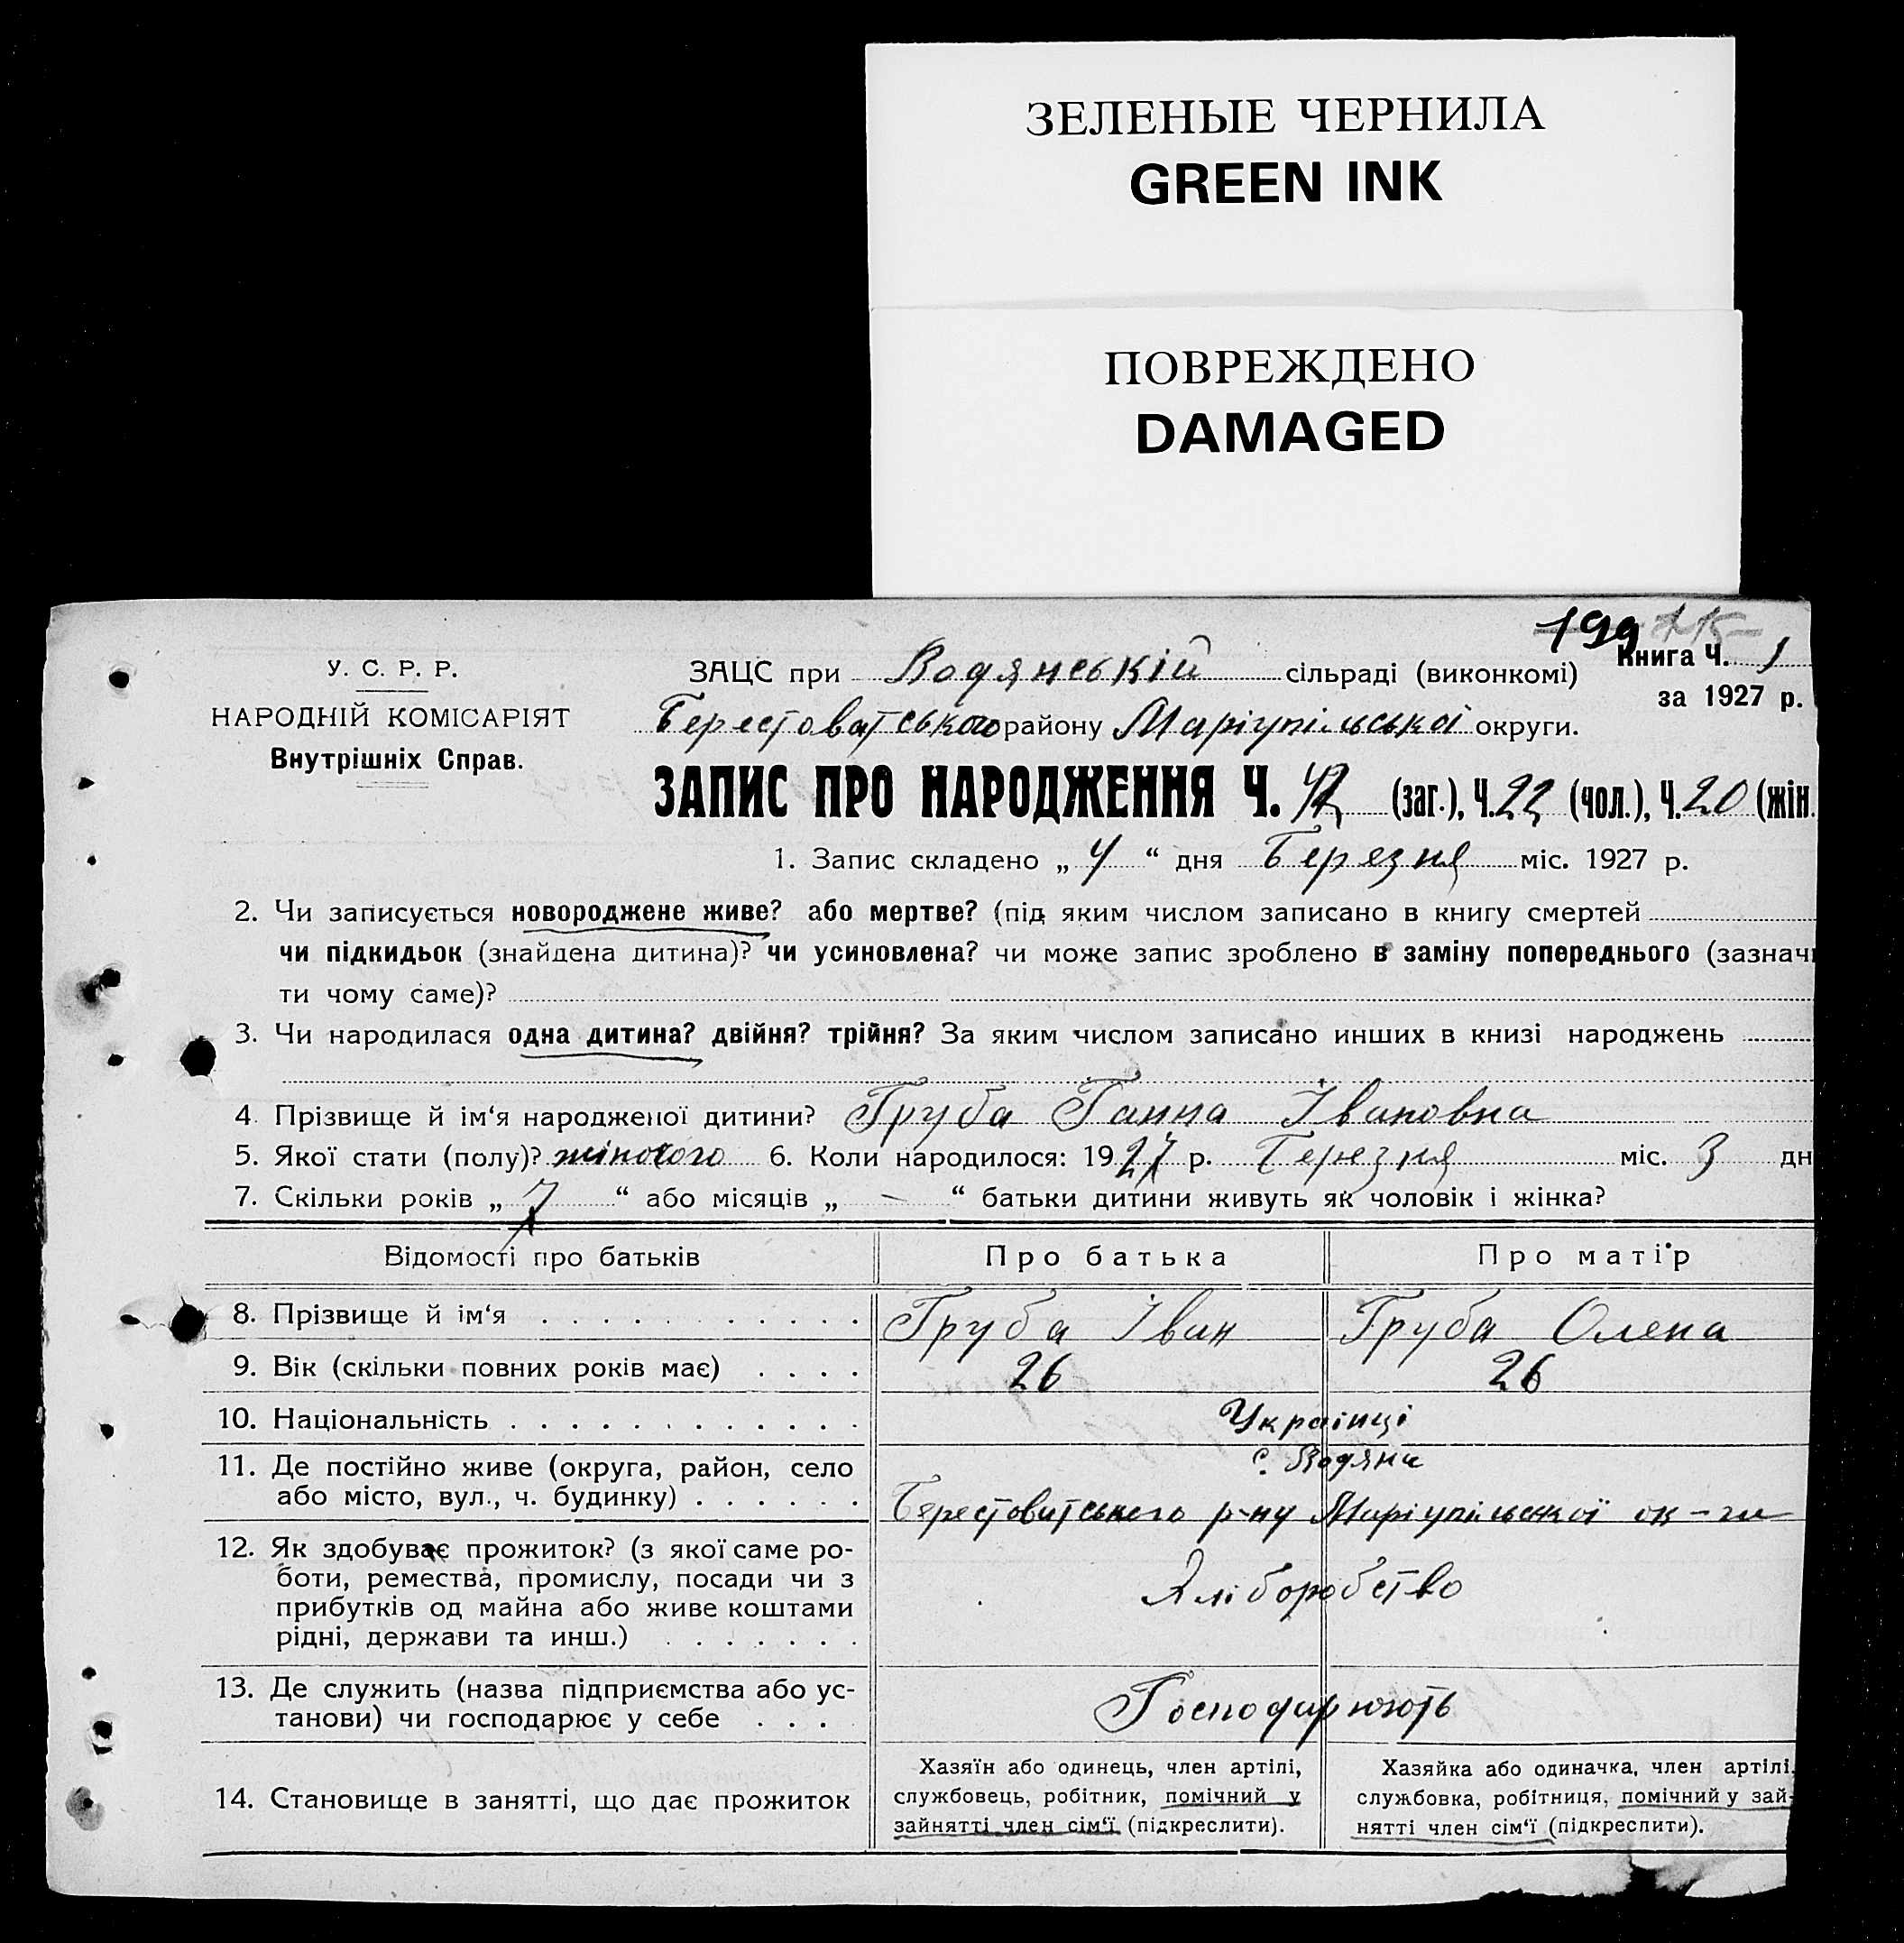 ЗЕЛЕНЫЕ ЧЕРНИЛА
GREEN INK
ПОВРЕЖДЕНО
DAMAGED
199
У. С. Р. Р.
НАРОДНІЙ КОМІСАРІЯТ
Внутрішніх Справ.
ЗАЦС при Водянській сільраді (виконкомі)
Книга Ч. 1
за 1927 р.
Берестоватського району Маріупільської округи.
ЗАПИС ПРО НАРОДЖЕННЯ Ч. 42 (заг.), Ч. 22 (чол.), Ч. 20 (жін.
1. Запис складено „ 4 “ дня Березня міс. 1927 р.
2. Чи записується новороджене живе? або мертве? (під яким числом записано в книгу смертей
чи підкидьок (знайдена дитина)? чи усиновлена? чи може запис зроблено в заміну попереднього (зазначи
ти чому саме)?
3. Чи народилася одна дитина? двійня? трійня? За яким числом записано инших в книзі народжень
4. Прізвище й ім‘я народженої дитини? Груба Ганна Івановна
5. Якої стати (полу)? жіночого 6. Коли народилося: 1927 р. Березня міс. 3 дн
7. Скільки років „ 7 “ або місяців „ – “ батьки дитини живуть як чоловік і жінка?
Відомості про батьків Про батька Про матір
8. Прізвище й ім‘я . . . . . . . . . . . . Груба Іван Груба Олена
9. Вік (скільки повних років має) . . . . 26 26
10. Національність . . . . . . . . . . . . . Українці
11. Де постійно живе (округа, район, село
або місто, вул., ч. будинку) . . . . . .
с. Водяна
Берестоватського р-ну Маріупільської ок-ги
12. Як здобуває прожиток? (з якої саме ро-
боти, ремества, промислу, посади чи з
прибутків од майна або живе коштами
рідні, держави та инш.) . . . . . . .
Хліборобство
13. Де служить (назва підприємства або ус-
танови) чи господарює у себе . . .
Господарюють
14. Становище в занятті, що дає прожиток
Хазяїн або одинець, член артілі,
службовець, робітник, помічний у
зайнятті член сім‘ї (підкреслити).
Хазяйка або одиначка, член артілі,
службовка, робітниця, помічний у зай-
нятті член сім‘ї (підкреслити).